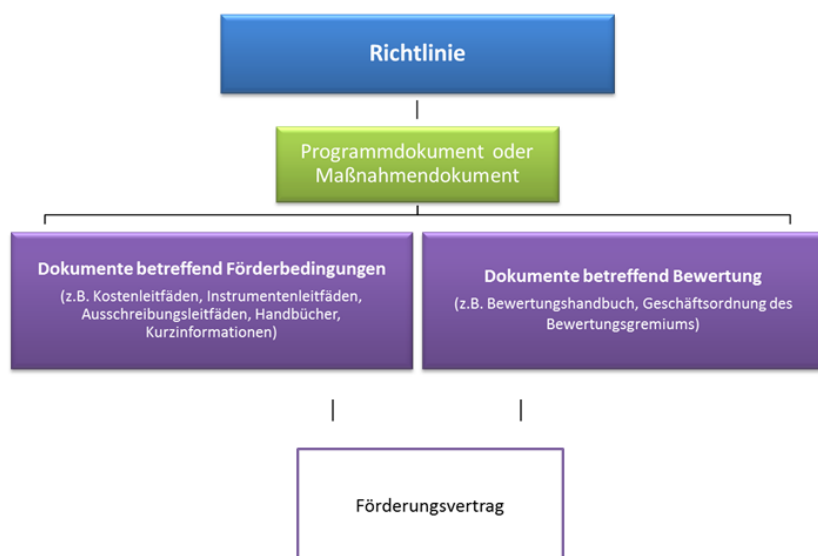 Richtlinie
Programmdokument oder
Maßnahmendokument
Dokumente betreffend Förderbedingungen
(z.B. Kostenleitfäden, Instrumentenleitfäden,
Ausschreibungsleitfäden, Handbücher,
Kurzinformationen)
Dokumente betreffend Bewertung
(z.B. Bewertungshandbuch, Geschäftsordnung des
Bewertungsgremiums)
Förderungsvertrag